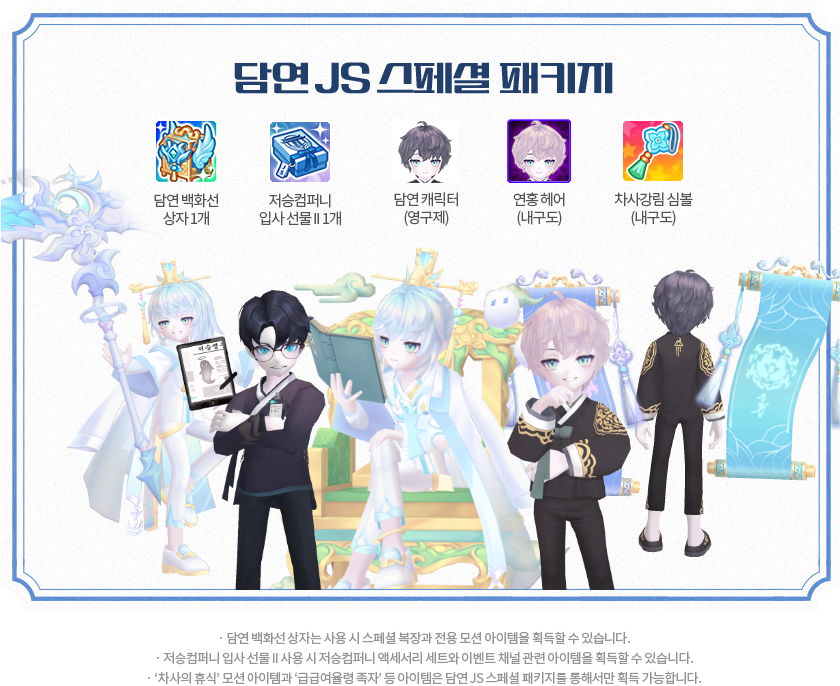 담연 JS 스페셜 패키지
담연 백화선
상자 1개
저승컴퍼니
입사 선물 II 1개
담연 캐릭터
(영구제)
연홍 헤어
(내구도)
차사강림 심볼
(내구도)
· 담연 백화선 상자는 사용 시 스페셜 복장과 전용 모션 아이템을 획득할 수 있습니다.
· 저승컴퍼니 입사 선물 II 사용 시 저승컴퍼니 액세서리 세트와 이벤트 채널 관련 아이템을 획득할 수 있습니다.
· ‘차사의 휴식’ 모션 아이템과 ‘급급여율령 족자’ 등 아이템은 담연 JS 스페셜 패키지를 통해서만 획득 가능합니다.